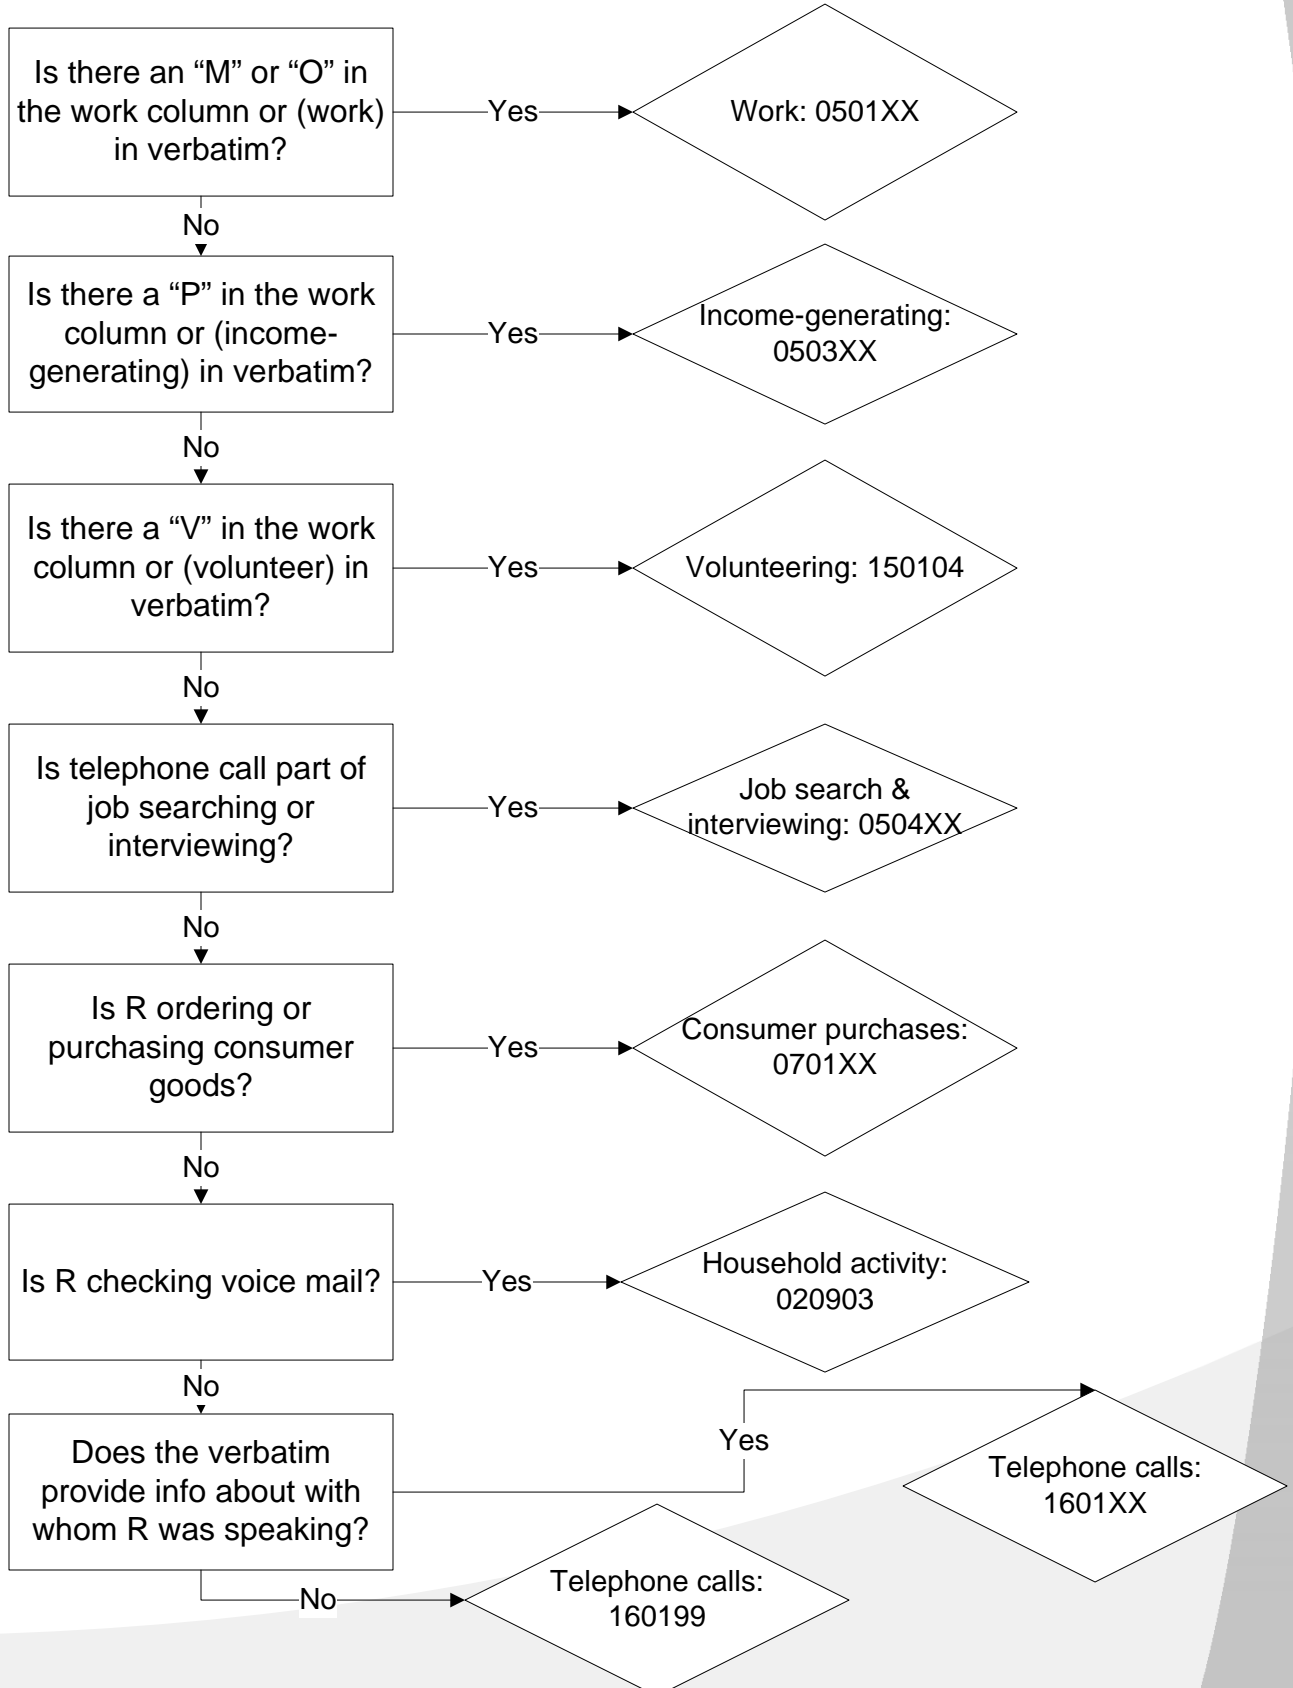 Is there an “M” or “O” in
the work column or (work)
in verbatim?
Yes
Work: 0501XX
No
Is there a “P” in the work
column or (income-
generating) in verbatim?
Yes
Income-generating:
0503XX
No
Is there a “V” in the work
column or (volunteer) in
verbatim?
Yes
Volunteering: 150104
No
Is telephone call part of
job searching or
interviewing?
Yes
Job search &
interviewing: 0504XX
No
Is R ordering or
purchasing consumer
goods?
Yes
Consumer purchases:
0701XX
No
Is R checking voice mail?
Yes
Household activity:
020903
No
Does the verbatim
provide info about with
whom R was speaking?
Yes
Telephone calls:
1601XX
No
Telephone calls:
160199